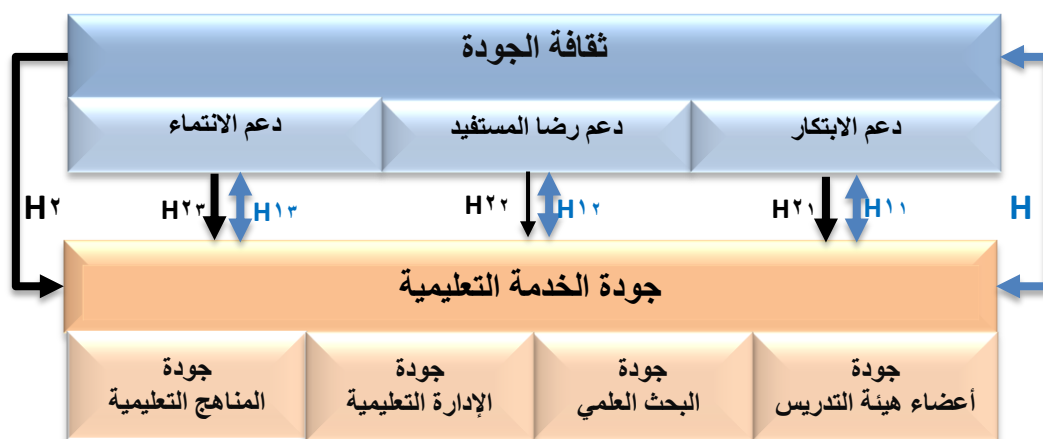 ثقافة الجودة
دعم الابتكار
دعم رضا المستفيد
دعم الانتماء
H
H١١
H٢١
H١٢
H٢٢
H١٣
H٢٣
H٢
جودة الخدمة التعليمية
جودة
أعضاء هيئة التدريس
جودة
البحث العلمي
جودة
الإدارة التعليمية
جودة
المناهج التعليمية